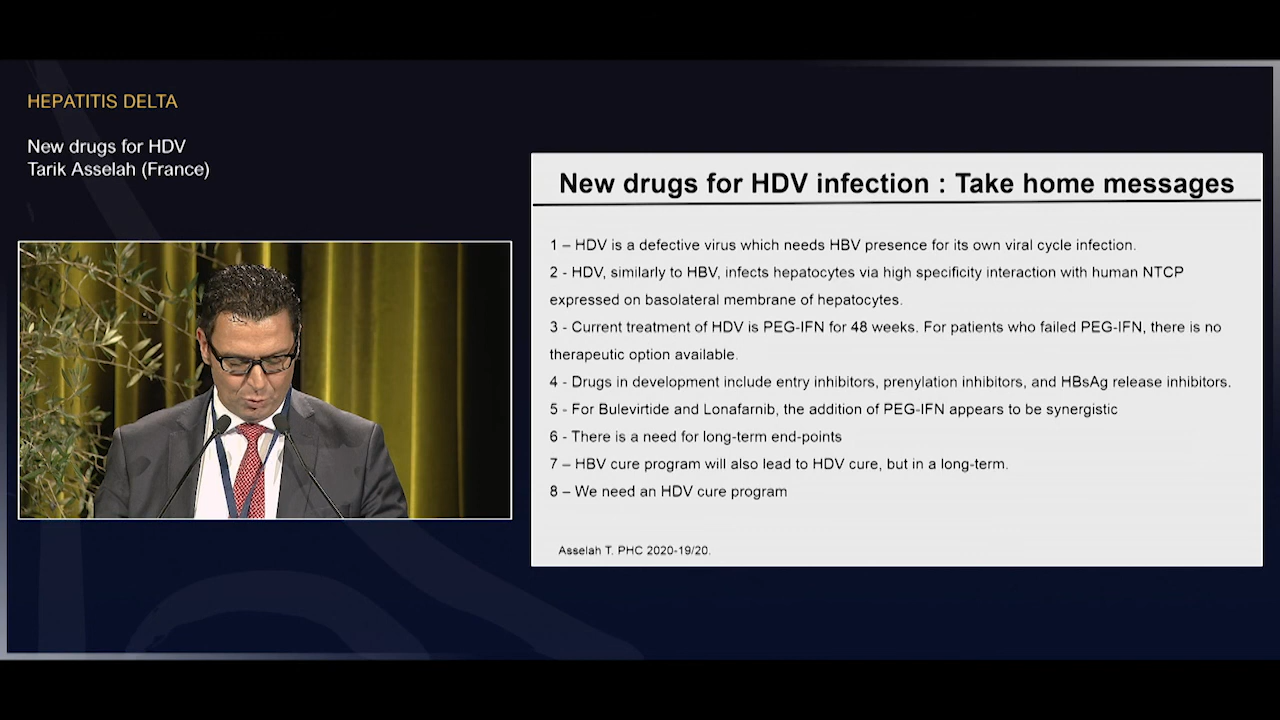 HEPATITIS DELTA
New drugs for HDV
Tarik Asselah (France)
New drugs for HDV infection : Take home messages
1 – HDV is a defective virus which needs HBV presence for its own viral cycle infection.
2 - HDV, similarly to HBV, infects hepatocytes via high specificity interaction with human NTCP
expressed on basolateral membrane of hepatocytes.
3 - Current treatment of HDV is PEG-IFN for 48 weeks. For patients who failed PEG-IFN, there is no
therapeutic option available.
4 - Drugs in development include entry inhibitors, prenylation inhibitors, and HBsAg release inhibitors.
5 - For Bulevirtide and Lonafarnib, the addition of PEG-IFN appears to be synergistic
6 - There is a need for long-term end-points
7 – HBV cure program will also lead to HDV cure, but in a long-term.
8 – We need an HDV cure program
Asselah T. PHC 2020-19/20.